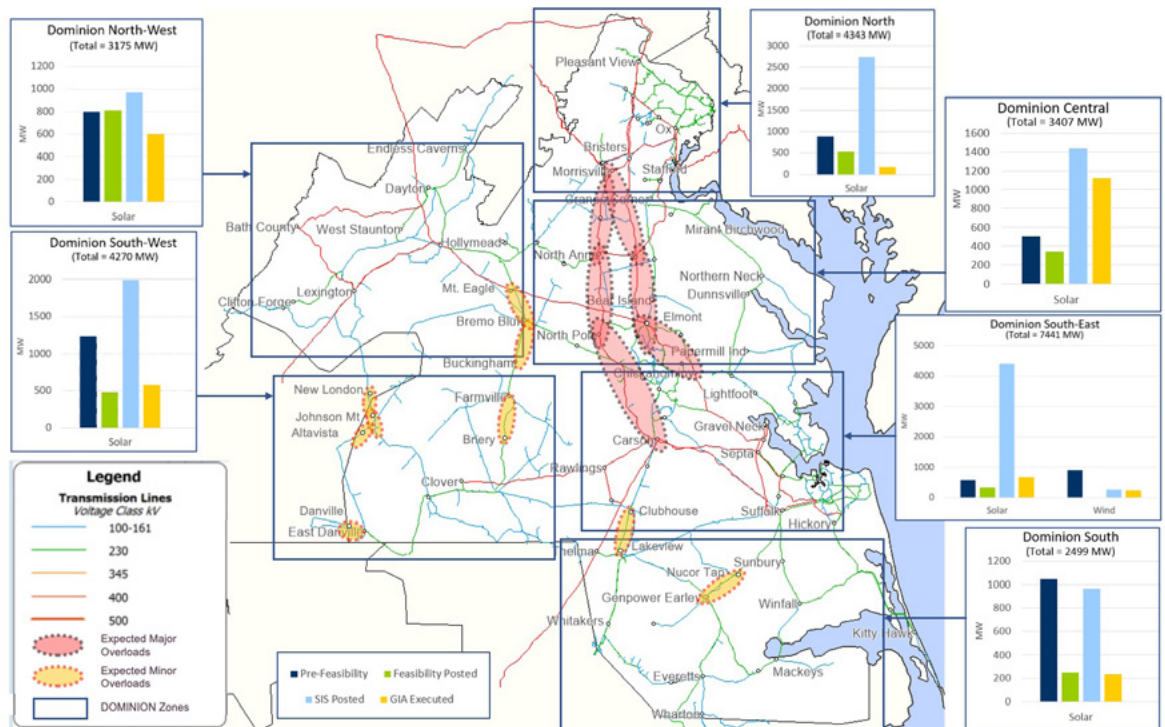 Dominion North-West
(Total = 3175 MW)
1200
1000
800
600
400
200
0
MW
Solar
Dominion South-West
(Total = 4270 MW)
2000
1500
1000
500
0
MW
Solar
Legend
Transmission Lines
Voltage Class kV
100-161
230
345
400
500
Expected Major
Overloads
Expected Minor
Overloads
DOMINION Zones
Pleasant View
Ox
Bristers
Morrisville
Stafford
Endless Caverns
Dayton
Bath County
West Staunton
Hollymead
Lexington
Clifton Forge
Mt. Eagle
Bremo Bluff
Buckingham
Mirant Birchwood
North Anna
Northern Neck
Dunnsville
Bear Island
Elmont
North Pole
Papermill Ind
Chickahominy
New London
Johnson Mt
Altavista
Farmville
Briery
Clover
Danville
East Danville
Lightfoot
Gravel Neck
Carson
Septa
Rawlings
Clubhouse
Suffolk
Hickory
Lakeview
Nucor Tap
Sunbury
Genpower Earley
Winfall
Whitakers
Kitty Hawk
Everetts
Mackeys
Wharton
Pre-Feasibility
Feasibility Posted
SIS Posted
GIA Executed
Dominion North
(Total = 4343 MW)
3000
2500
2000
1500
1000
500
0
MW
Solar
Dominion Central
(Total = 3407 MW)
1600
1400
1200
1000
800
600
400
200
0
MW
Solar
Dominion South-East
(Total = 7441 MW)
5000
4000
3000
2000
1000
0
MW
Solar
Wind
Dominion South
(Total = 2499 MW)
1200
1000
800
600
400
200
0
MW
Solar